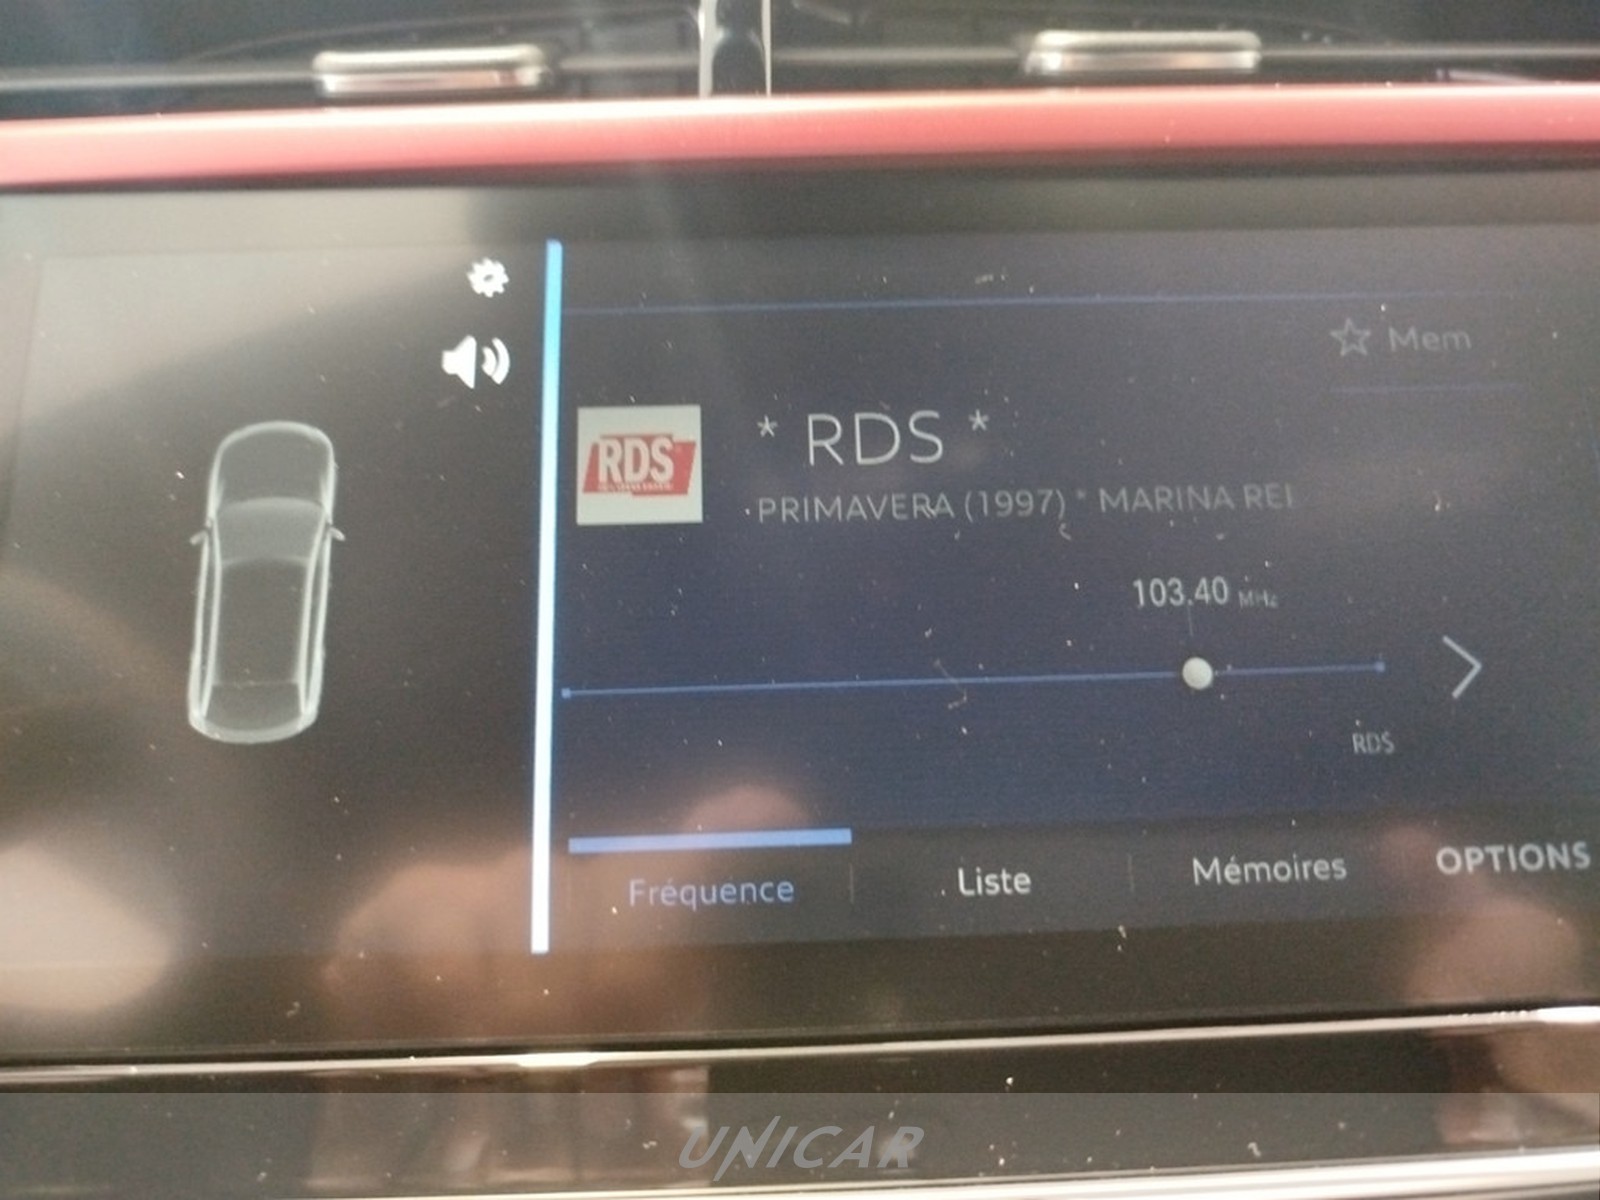 Mem
RDS
* RDS *
PRIMAVERA (1997) * MARINA REI
103.40 MHz
RDS
Fréquence
Liste
Mémoires
OPTIONS
UNICAR